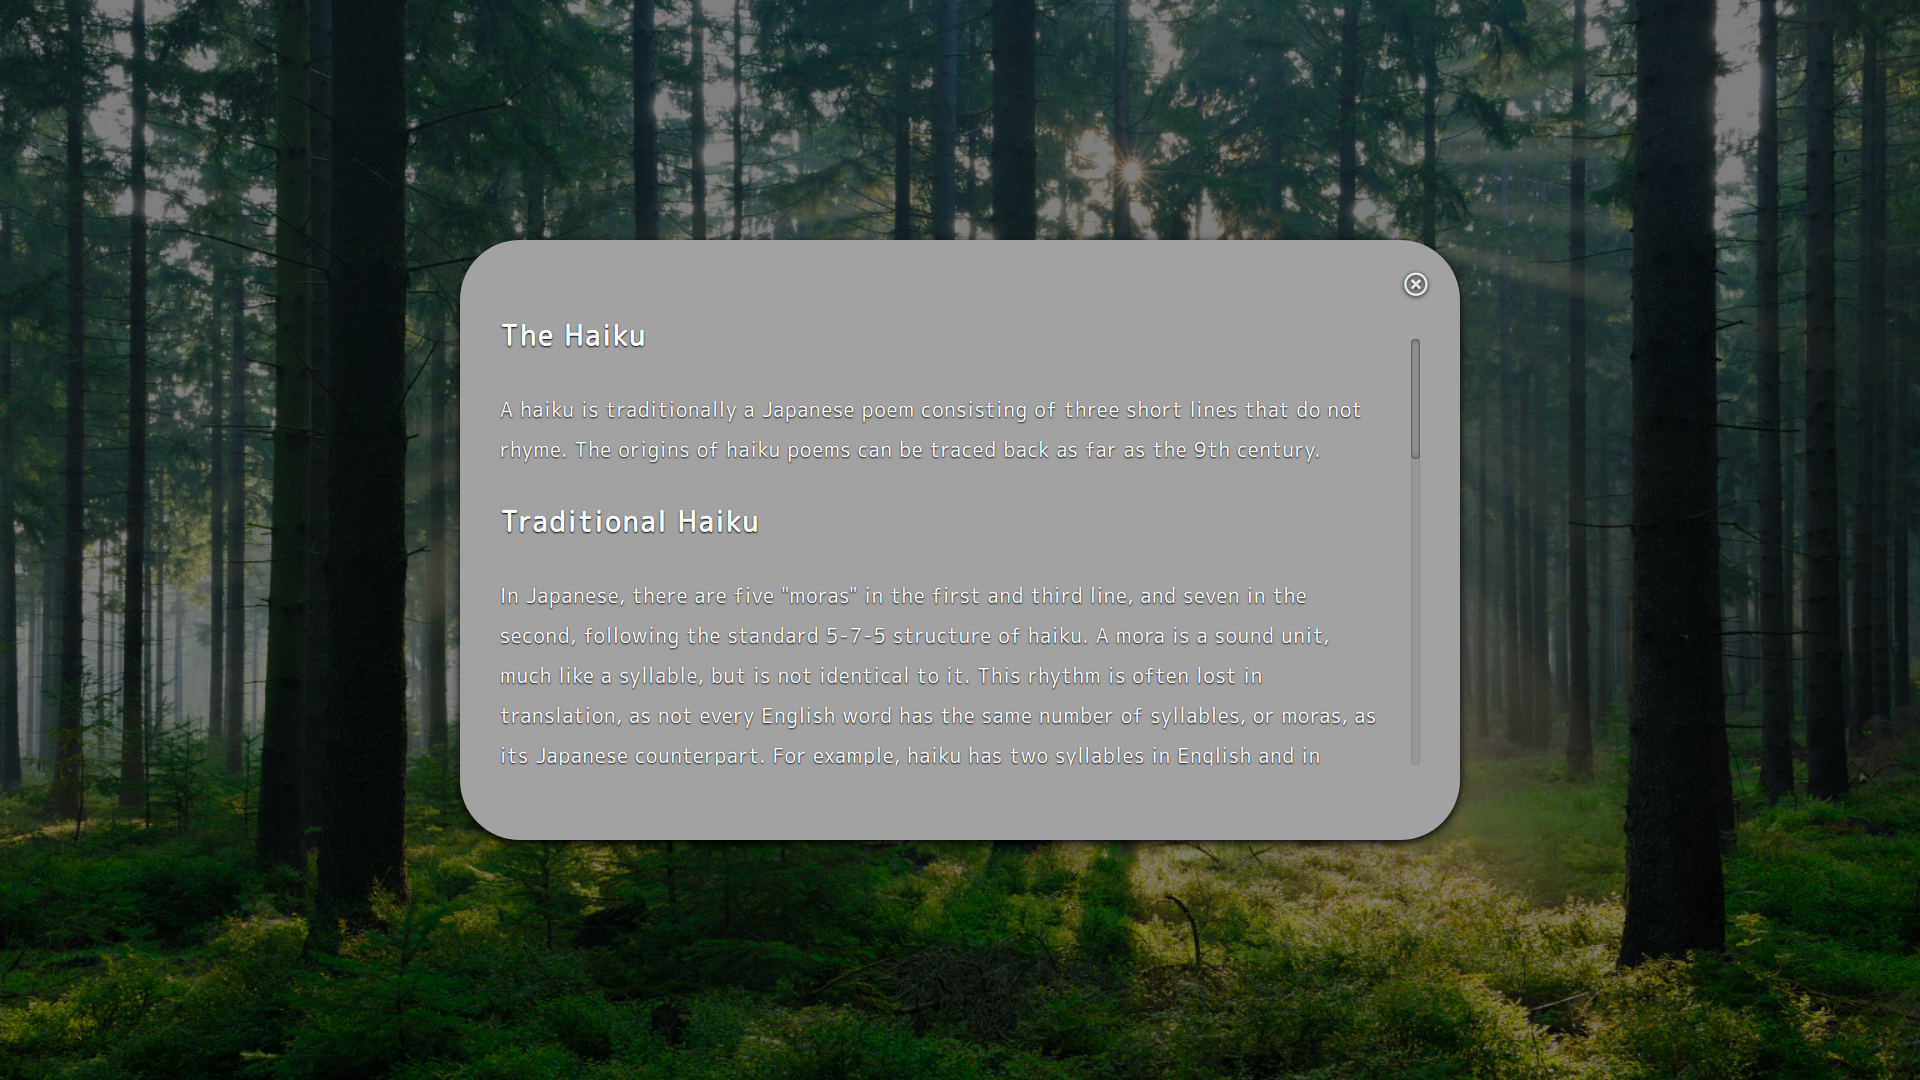 The Haiku
A haiku is traditionally a Japanese poem consisting of three short lines that do not
rhyme. The origins of haiku poems can be traced back as far as the 9th century.
Traditional Haiku
In Japanese, there are five "moras" in the first and third line, and seven in the
second, following the standard 5-7-5 structure of haiku. A mora is a sound unit,
much like a syllable, but is not identical to it. This rhythm is often lost in
translation, as not every English word has the same number of syllables, or moras, as
its Japanese counterpart. For example, haiku has two syllables in English and in